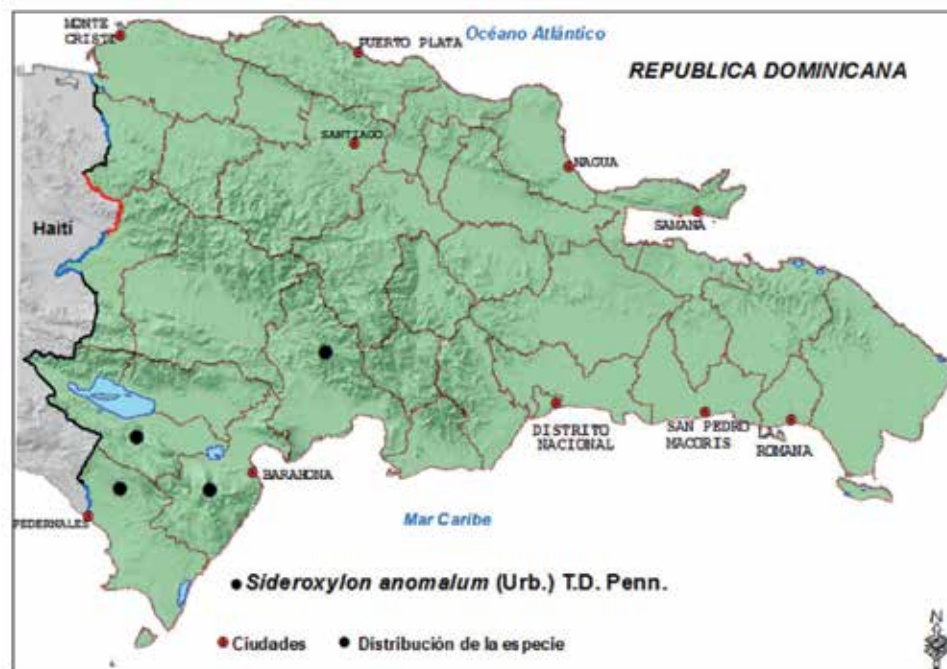 MONTE
CRISTI
PUERTO PLATA
Océano Atlántico
REPUBLICA DOMINICANA
SANTIAGO
NAGUA
SAMANA
Haití
DISTRITO
NACIONAL
SAN PEDRO
MACORIS
LA
ROMANA
BARAHONA
PEDERNALES
Mar Caribe
Sideroxylon anomalum (Urb.) T.D. Penn.
Ciudades
Distribución de la especie
N